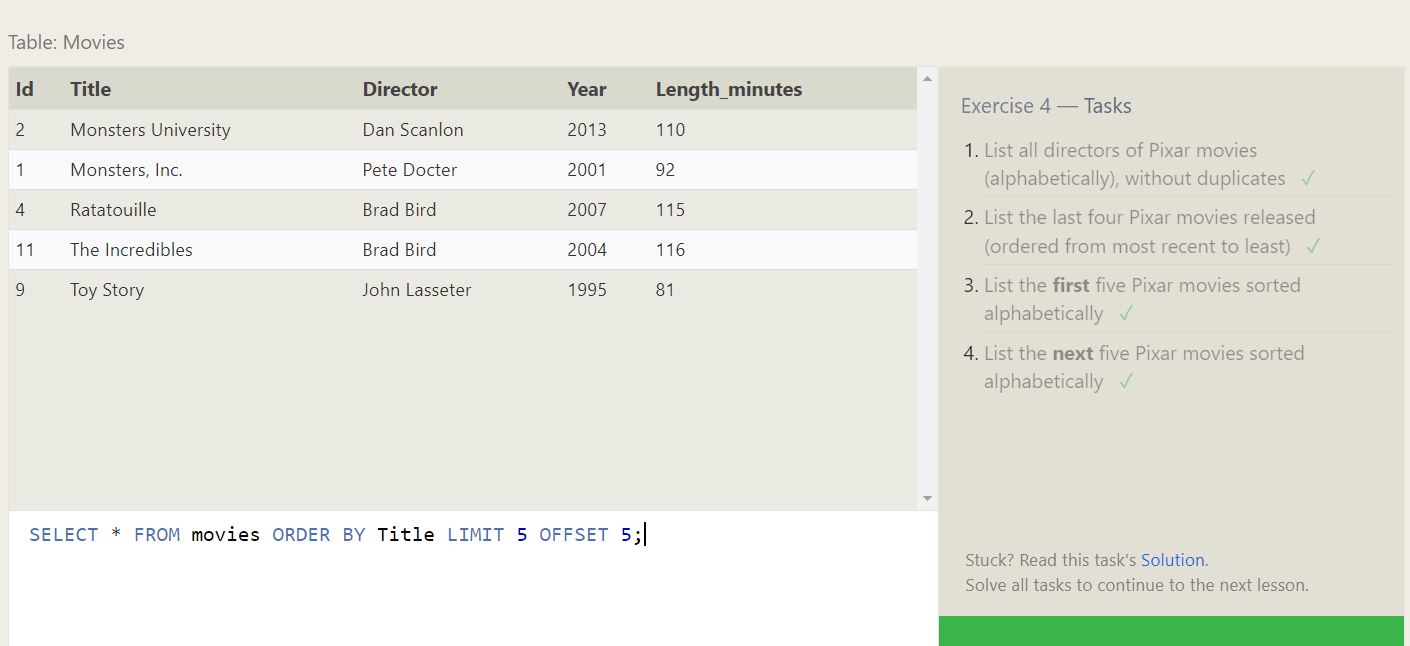 Table: Movies
Id Title Director Year Length_minutes
2 Monsters University Dan Scanlon 2013 110
1 Monsters, Inc. Pete Docter 2001 92
4 Ratatouille Brad Bird 2007 115
11 The Incredibles Brad Bird 2004 116
9 Toy Story John Lasseter 1995 81
SELECT * FROM movies ORDER BY Title LIMIT 5 OFFSET 5;
Exercise 4 — Tasks
1. List all directors of Pixar movies
(alphabetically), without duplicates ✓
2. List the last four Pixar movies released
(ordered from most recent to least) ✓
3. List the first five Pixar movies sorted
alphabetically ✓
4. List the next five Pixar movies sorted
alphabetically ✓
Stuck? Read this task's Solution.
Solve all tasks to continue to the next lesson.